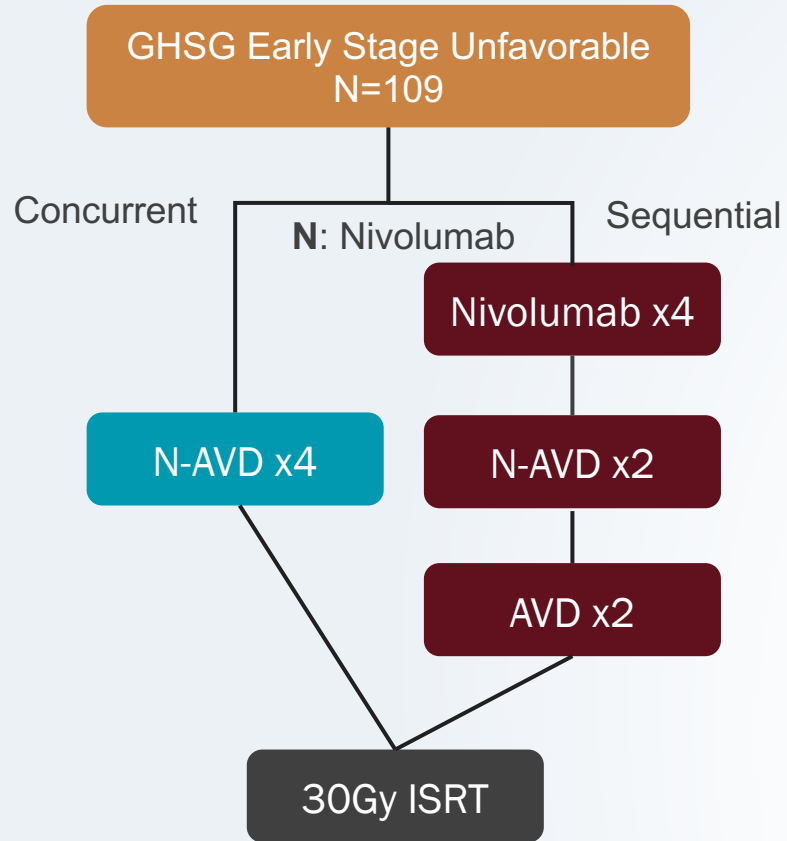 GHSG Early Stage Unfavorable
N=109
Concurrent
N: Nivolumab
Sequential
Nivolumab x4
N-AVD x4
N-AVD x2
AVD x2
30Gy ISRT